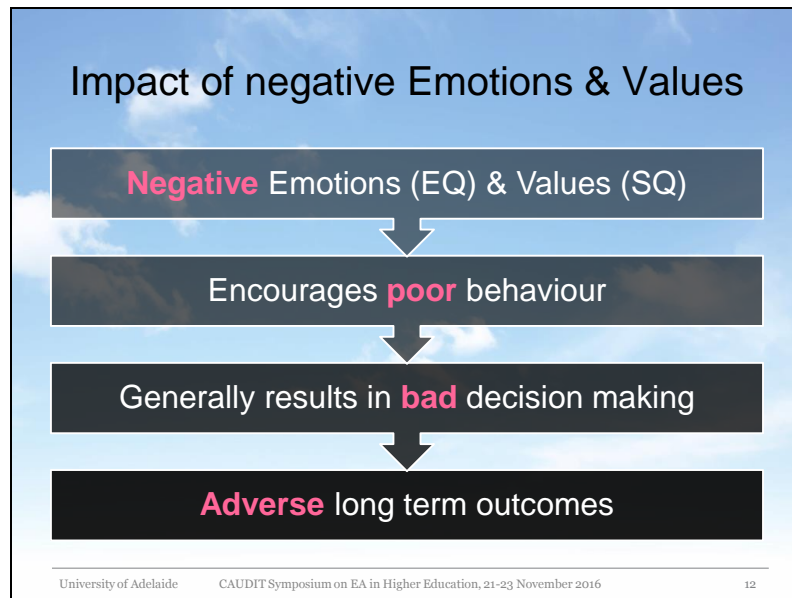 Impact of negative Emotions & Values
Negative Emotions (EQ) & Values (SQ)
Encourages poor behaviour
Generally results in bad decision making
Adverse long term outcomes
University of Adelaide CAUDIT Symposium on EA in Higher Education, 21-23 November 2016 12